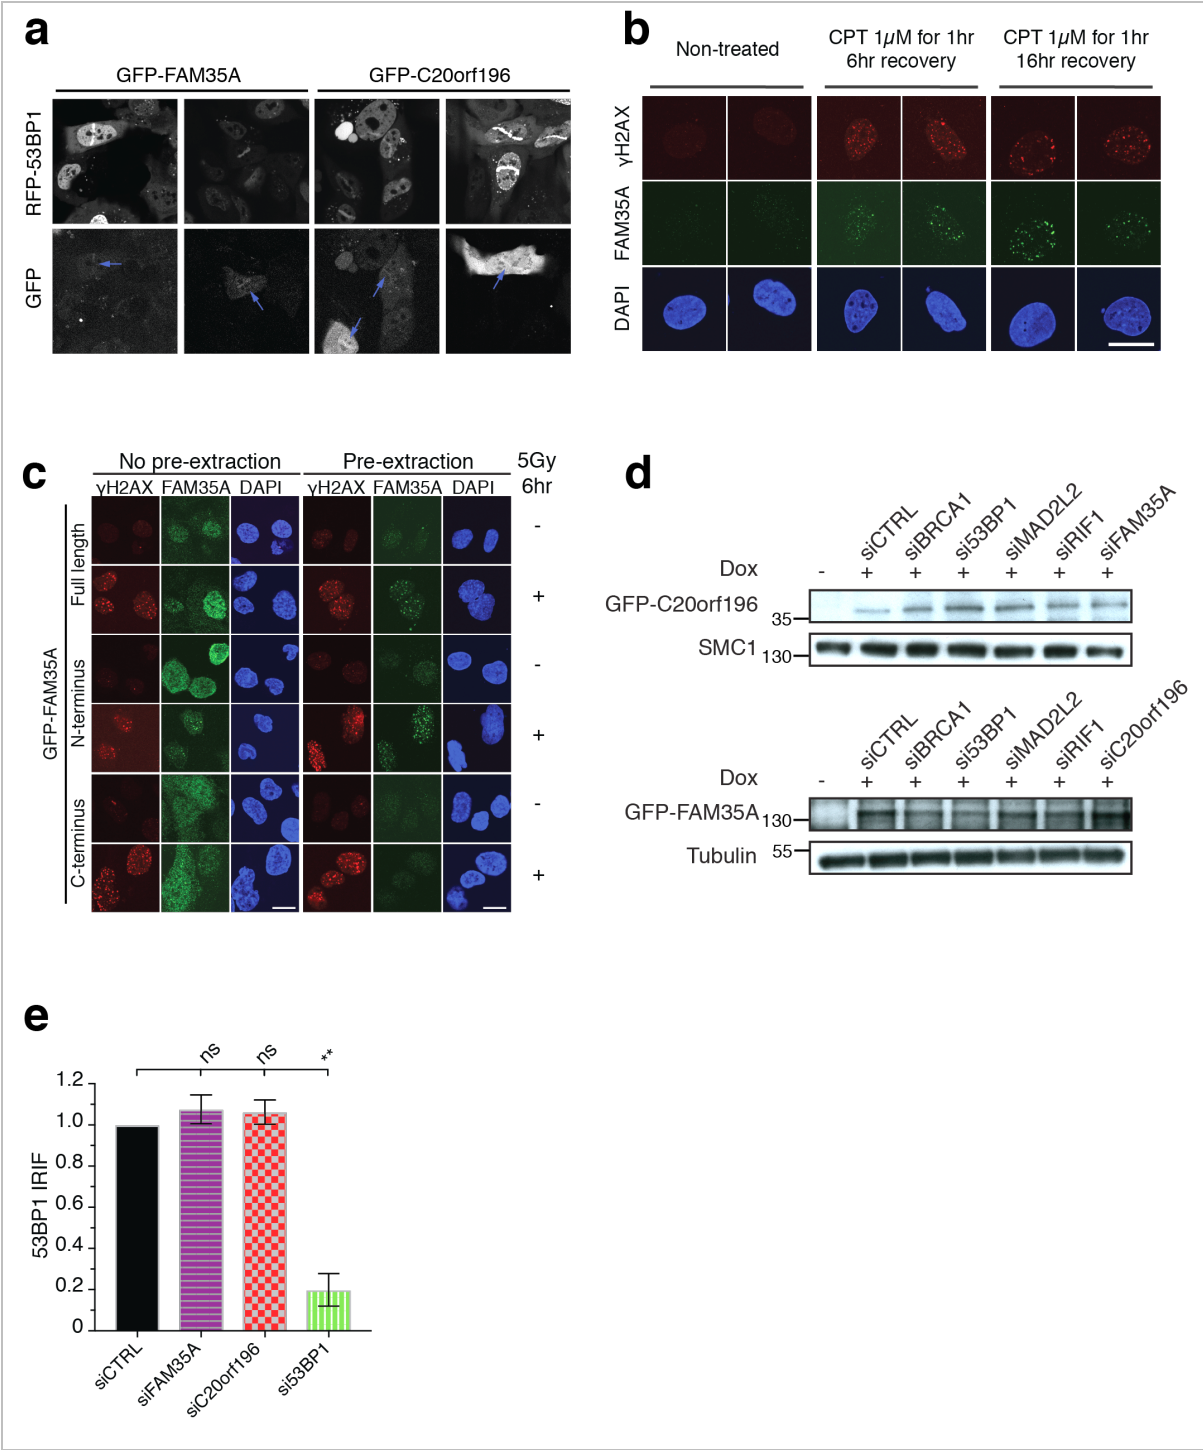 a
GFP-FAM35A GFP-C20orf196
RFP-53BP1
GFP
b
Non-treated
CPT 1µM for 1hr
6hr recovery
CPT 1µM for 1hr
16hr recovery
γH2AX
FAM35A
DAPI
c
No pre-extraction Pre-extraction 5Gy
γH2AX FAM35A DAPI γH2AX FAM35A DAPI 6hr
GFP-FAM35A
Full length
N-terminus
C-terminus
-
+
-
+
-
+
d
siCTRL siBRCA1 si53BP1 siMAD2L2 siRIF1 siFAM35A
Dox - + + + + + +
GFP-C20orf196
35
SMC1 130
siCTRL siBRCA1 si53BP1 siMAD2L2 siRIF1 siC20orf196
Dox - + + + + + +
GFP-FAM35A 130
Tubulin 55
e
ns ns **
53BP1 IRIF
1.2
1.0
0.8
0.6
0.4
0.2
0
siCTRL siFAM35A siC20orf196 si53BP1